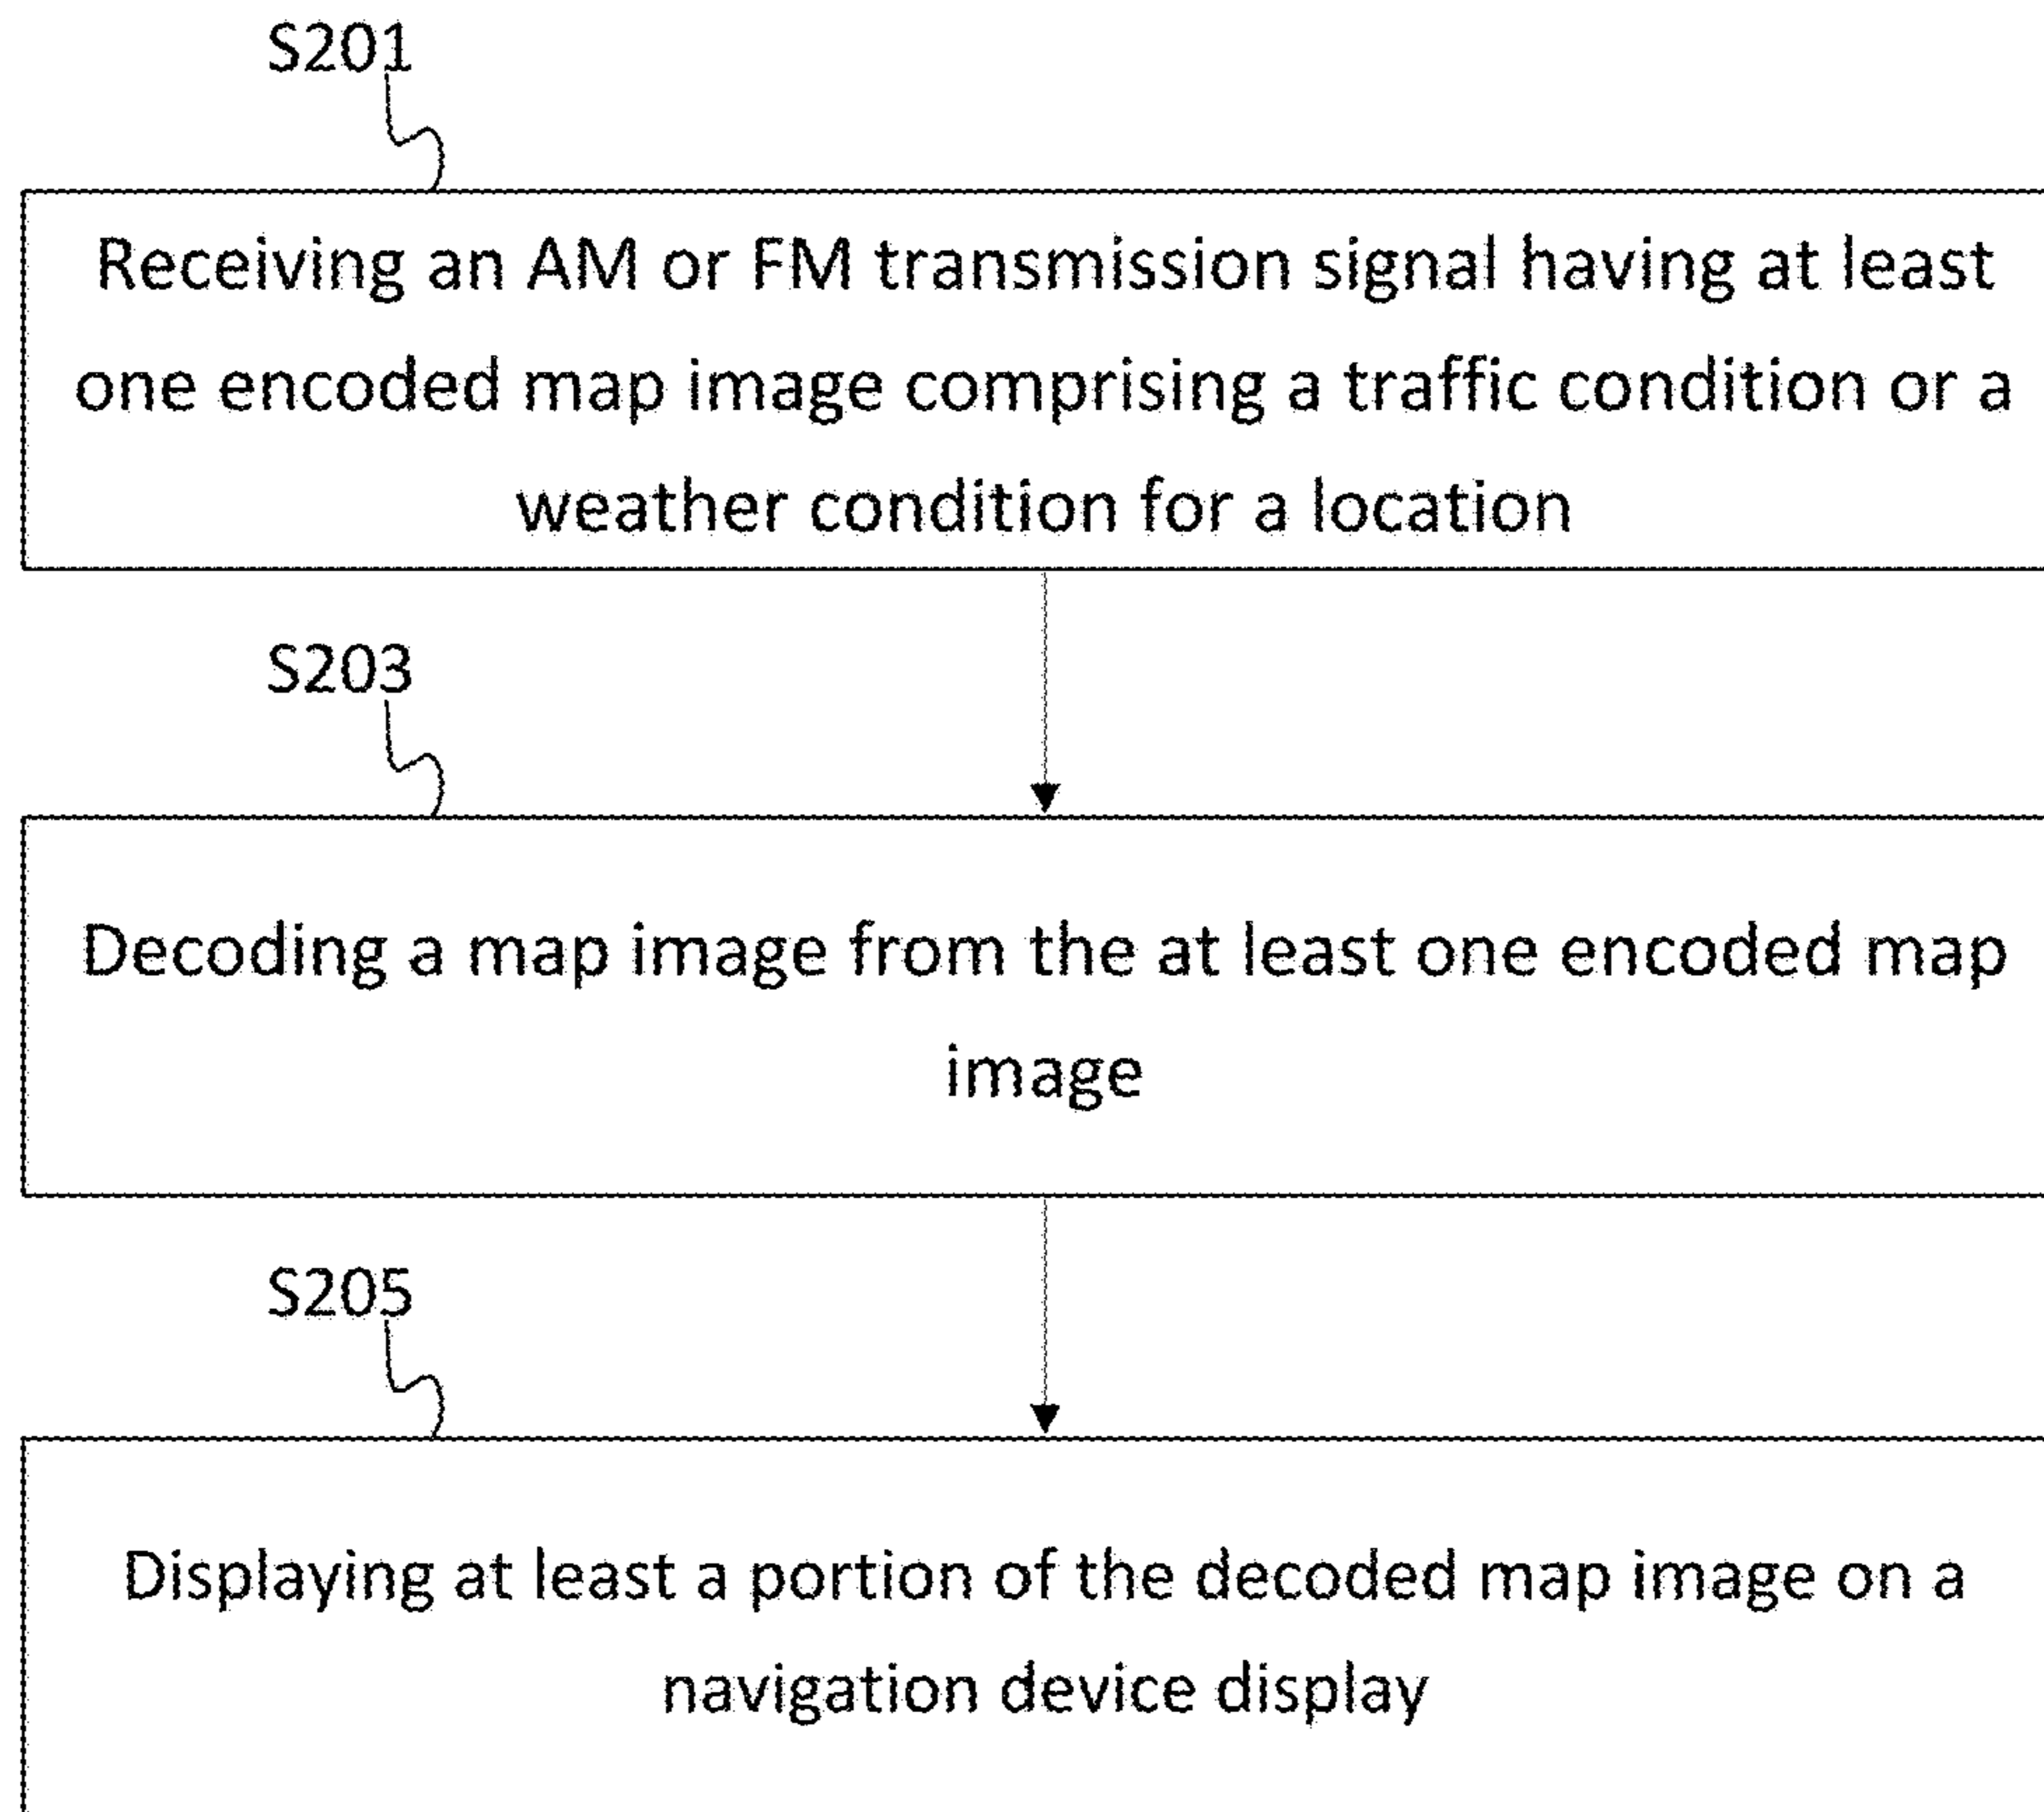 S201
Receiving an AM or FM transmission signal having at least
one encoded map image comprising a traffic condition or a
weather condition for a location
S203
Decoding a map image from the at least one encoded map
image
S205
Displaying at least a portion of the decoded map image on a
navigation device display